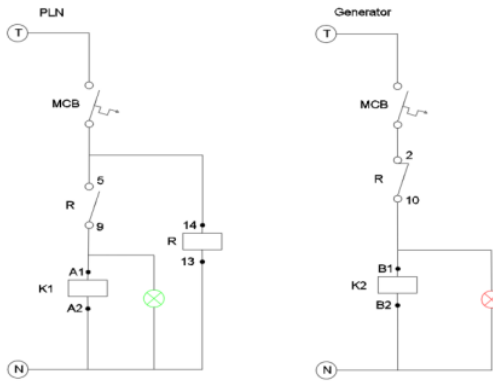 PLN
T
MCB
5
R
9
14
R
13
A1
K1
A2
N
Generator
T
MCB
2
R
10
B1
K2
B2
N